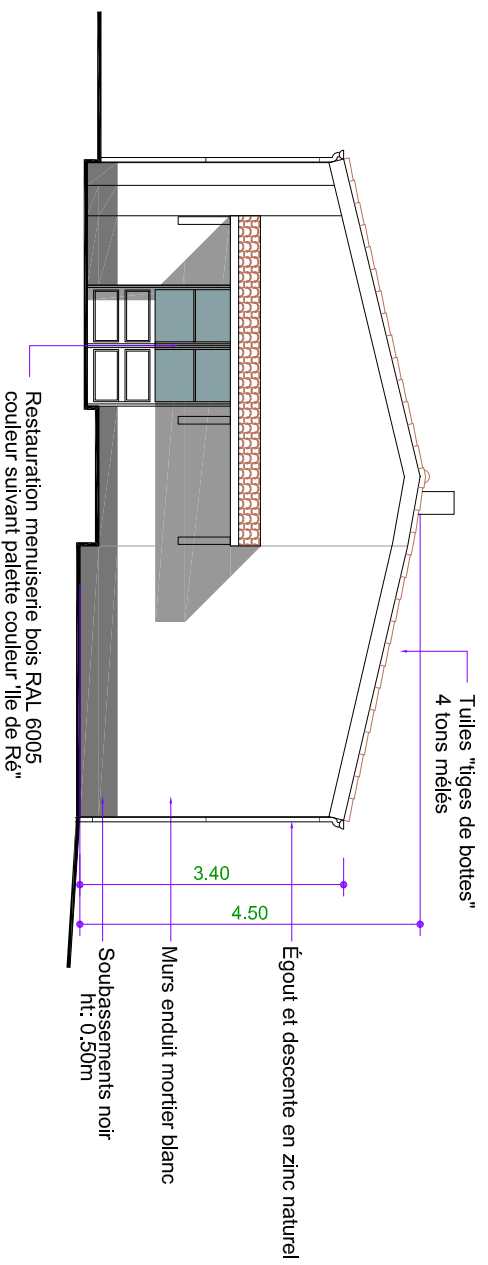 Tuiles "tiges de bottes"
4 tons mélés
3.40
4.50
Égout et descente en zinc naturel
Murs enduit mortier blanc
Soubassements noir
ht: 0.50m
Restauration menuiserie bois RAL 6005
couleur suivant palette couleur 'Ile de Ré"